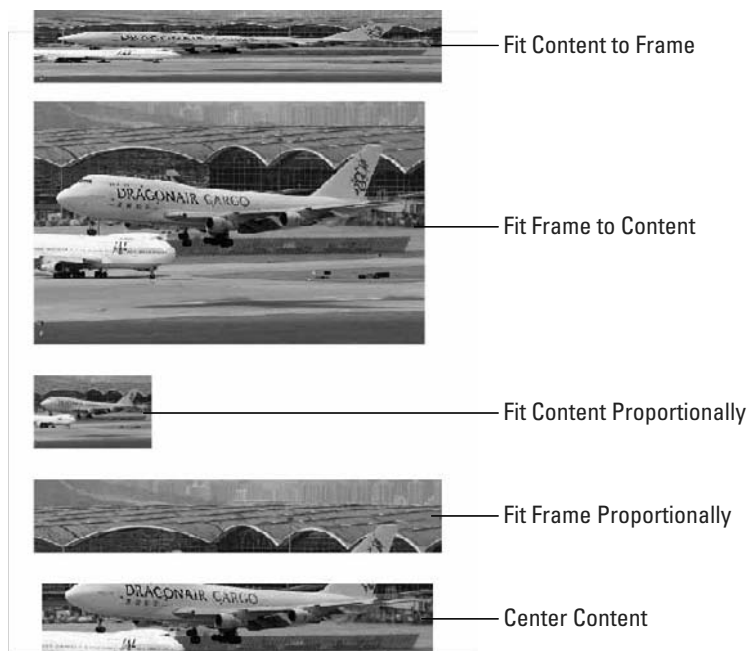 Fit Content to Frame
DRAGONAIR CARGO
Fit Frame to Content
Fit Content Proportionally
Fit Frame Proportionally
DRAGONAIR CARGO
Center Content